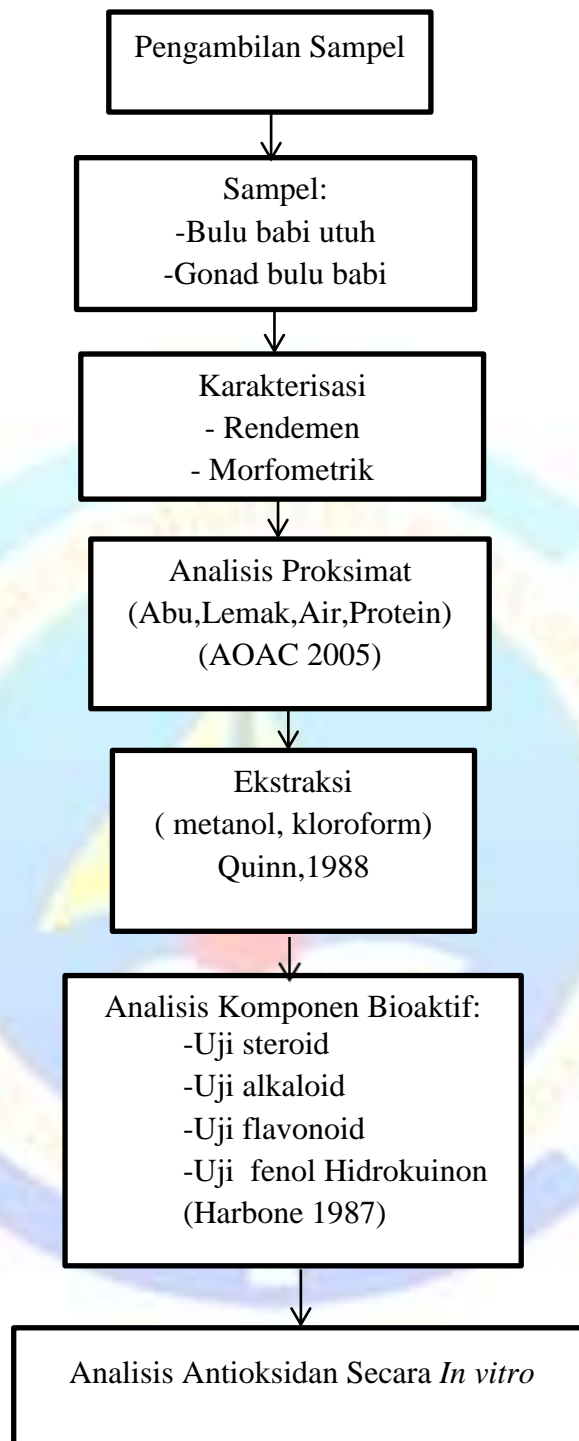 Pengambilan Sampel
Sampel:
-Bulu babi utuh
-Gonad bulu babi
Karakterisasi
- Rendemen
- Morfometrik
Analisis Proksimat
(Abu,Lemak,Air,Protein)
(AOAC 2005)
Ekstraksi
( metanol, kloroform)
Quinn,1988
Analisis Komponen Bioaktif:
-Uji steroid
-Uji alkaloid
-Uji flavonoid
-Uji fenol Hidrokuinon
(Harbone 1987)
Analisis Antioksidan Secara In vitro